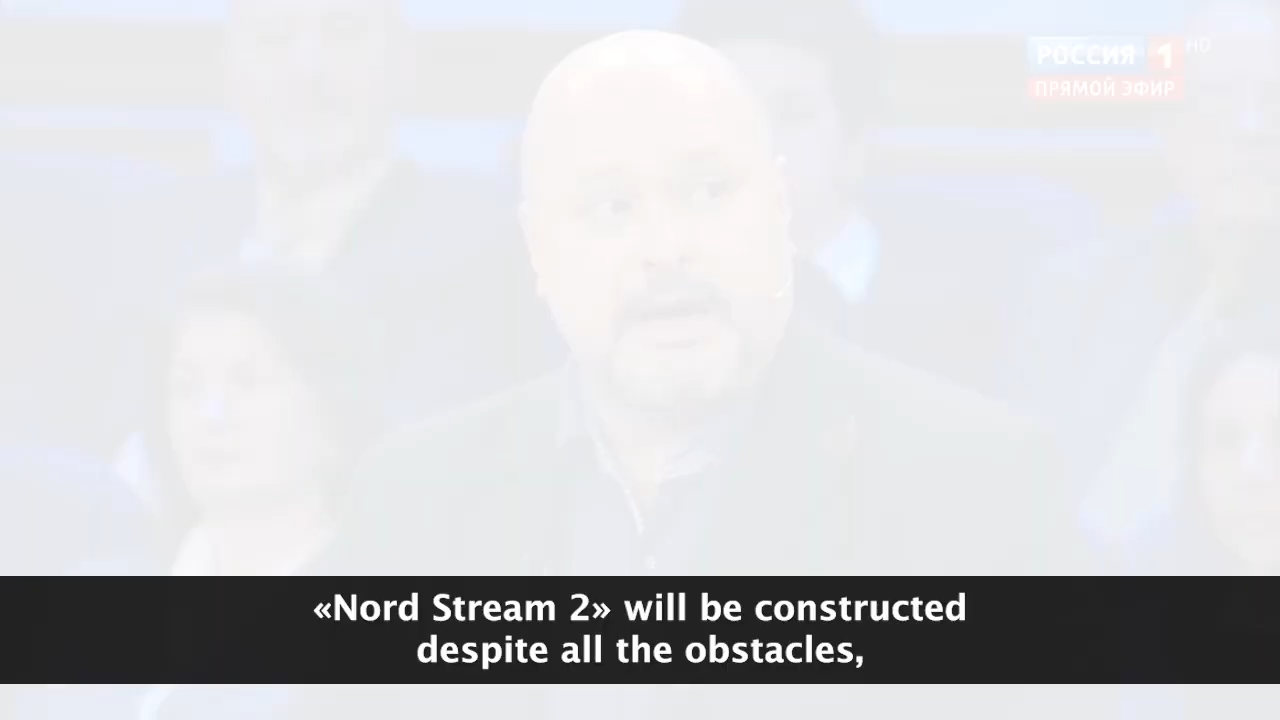 РОССИЯ 1 HD
ПРЯМОЙ ЭФИР
«Nord Stream 2» will be constructed
despite all the obstacles,